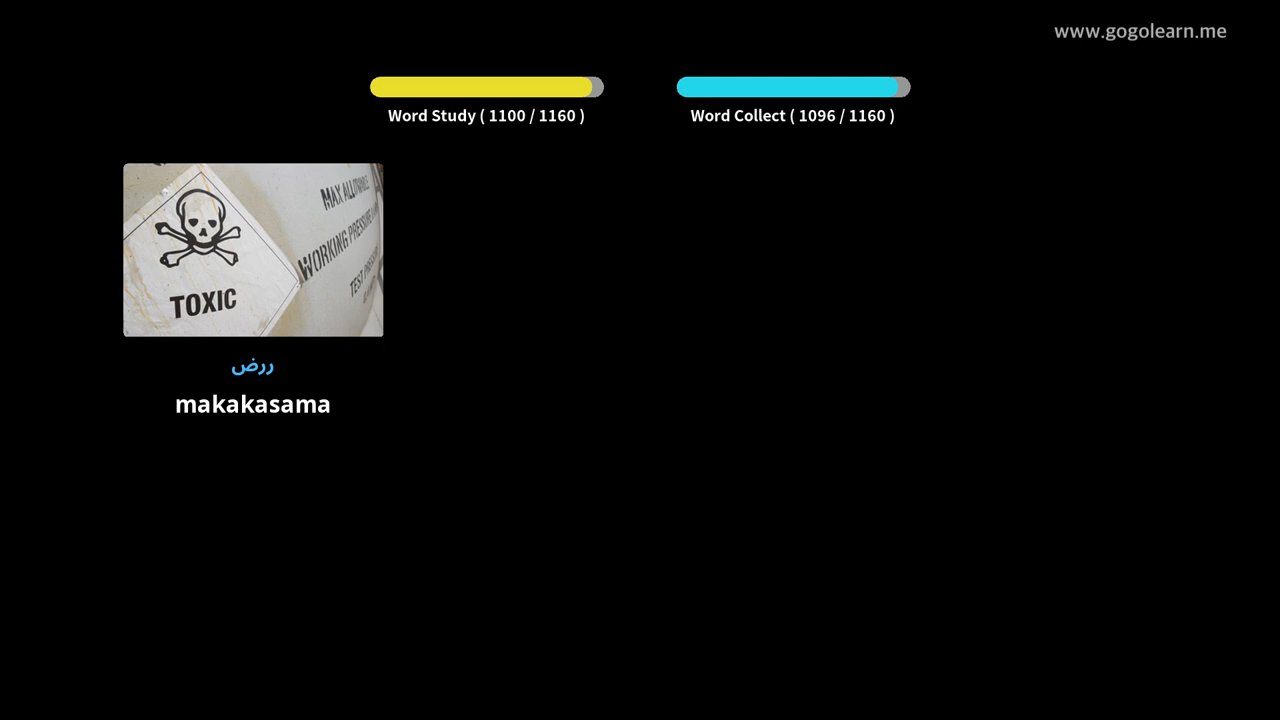 www.gogolearn.me
Word Study ( 1100 / 1160 )
Word Collect ( 1096 / 1160 )
MAX ALLOWABLE
WORKING PRESSURE
TEST
TOXIC
ررض
makakasama